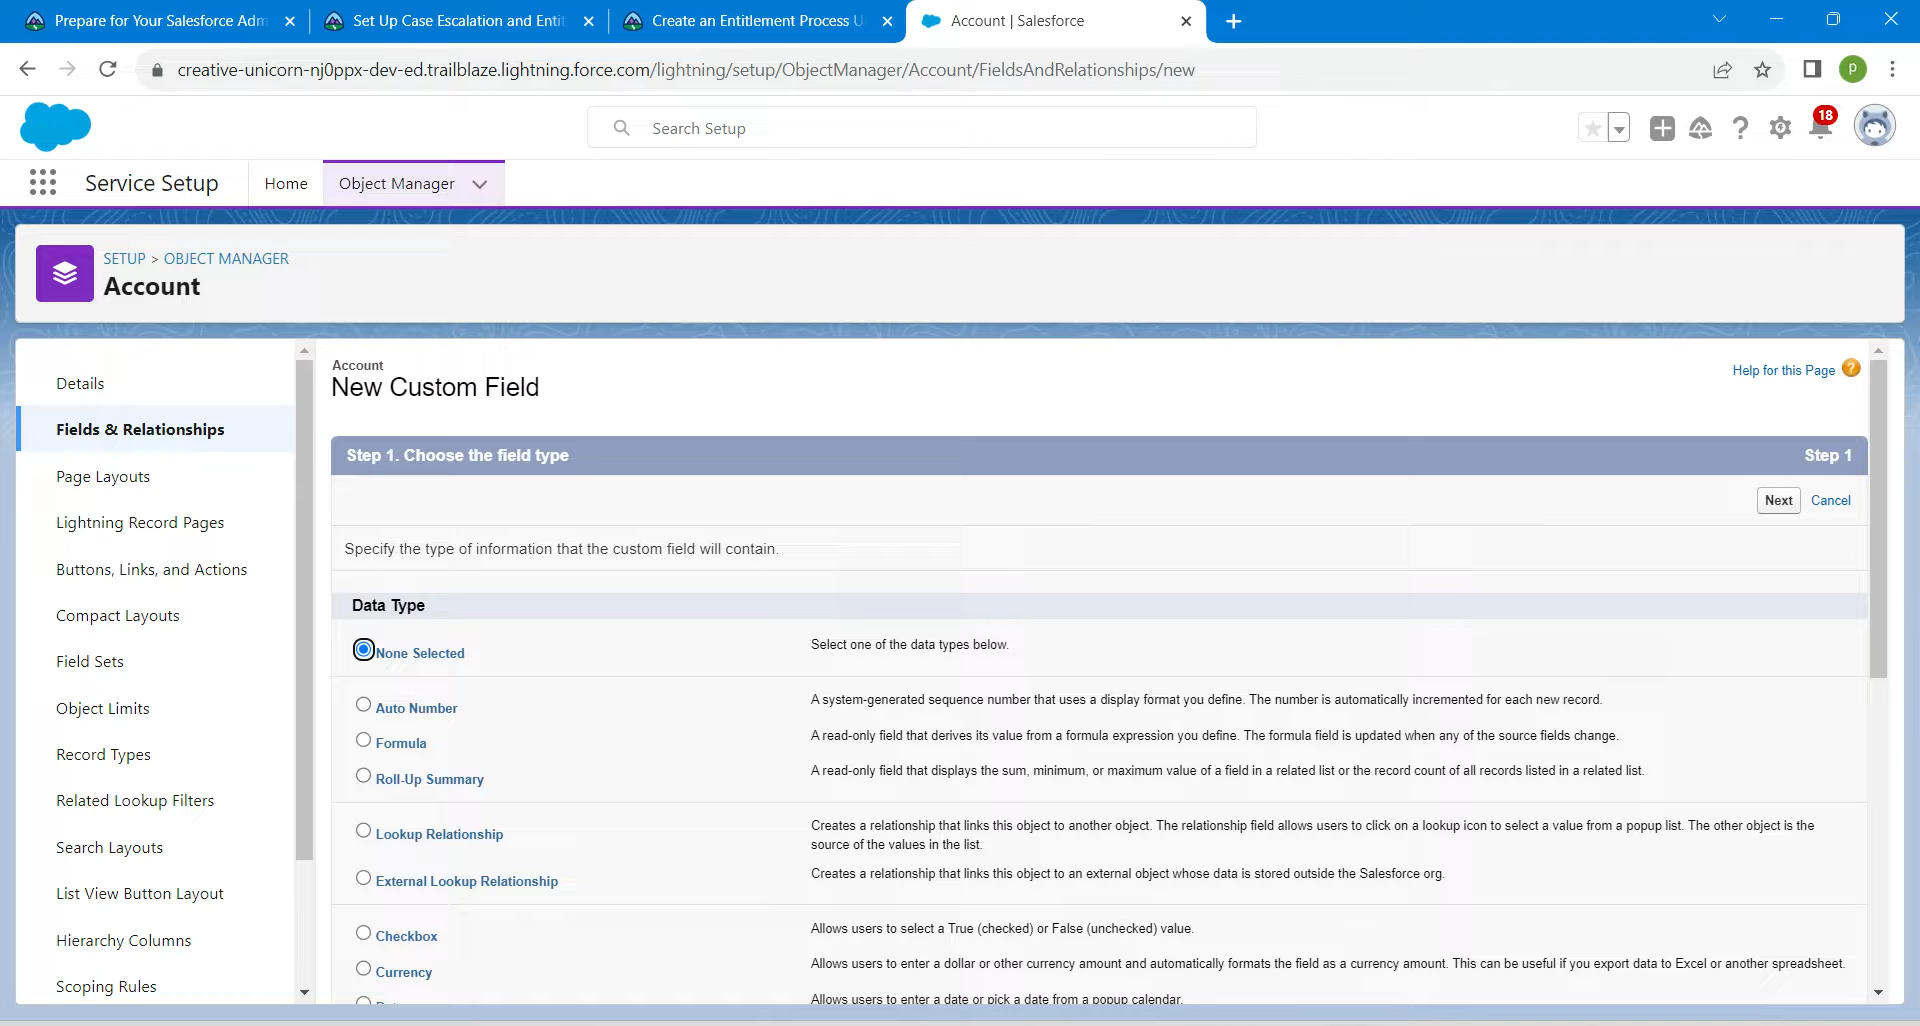 Prepare for Your Salesforce Adm
Set Up Case Escalation and Entit
Create an Entitlement Process U
Account | Salesforce
creative-unicorn-nj0ppx-dev-ed.trailblaze.lightning.force.com/lightning/setup/ObjectManager/Account/FieldsAndRelationships/new
P
Search Setup
18
Service Setup
Home
Object Manager
SETUP > OBJECT MANAGER
Account
Details
Fields & Relationships
Page Layouts
Lightning Record Pages
Buttons, Links, and Actions
Compact Layouts
Field Sets
Object Limits
Record Types
Related Lookup Filters
Search Layouts
List View Button Layout
Hierarchy Columns
Scoping Rules
Account
New Custom Field
Help for this Page ?
Step 1. Choose the field type
Step 1
Next Cancel
Specify the type of information that the custom field will contain.
Data Type
None Selected
Select one of the data types below.
Auto Number
A system-generated sequence number that uses a display format you define. The number is automatically incremented for each new record.
Formula
A read-only field that derives its value from a formula expression you define. The formula field is updated when any of the source fields change.
Roll-Up Summary
A read-only field that displays the sum, minimum, or maximum value of a field in a related list or the record count of all records listed in a related list.
Lookup Relationship
Creates a relationship that links this object to another object. The relationship field allows users to click on a lookup icon to select a value from a popup list. The other object is the
source of the values in the list.
External Lookup Relationship
Creates a relationship that links this object to an external object whose data is stored outside the Salesforce org.
Checkbox
Allows users to select a True (checked) or False (unchecked) value.
Currency
Allows users to enter a dollar or other currency amount and automatically formats the field as a currency amount. This can be useful if you export data to Excel or another spreadsheet.
Allows users to enter a date or pick a date from a popup calendar.